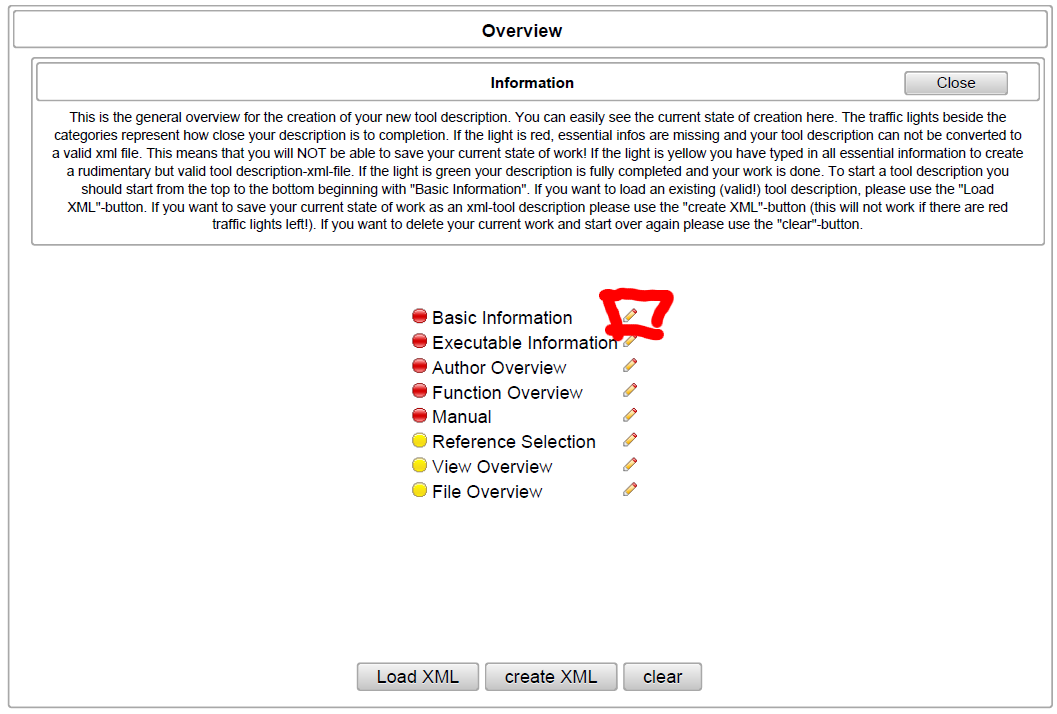 Overview
Information
Close
This is the general overview for the creation of your new tool description. You can easily see the current state of creation here. The traffic lights beside the
categories represent how close your description is to completion. If the light is red, essential infos are missing and your tool description can not be converted to
a valid xml file. This means that you will NOT be able to save your current state of work! If the light is yellow you have typed in all essential information to create
a rudimentary but valid tool description-xml-file. If the light is green your description is fully completed and your work is done. To start a tool description you
should start from the top to the bottom beginning with "Basic Information". If you want to load an existing (valid!) tool description, please use the "Load
XML"-button. If you want to save your current state of work as an xml-tool description please use the "create XML"-button (this will not work if there are red
traffic lights left!). If you want to delete your current work and start over again please use the "clear"-button.
Basic Information
Executable Information
Author Overview
Function Overview
Manual
Reference Selection
View Overview
File Overview
Load XML create XML clear